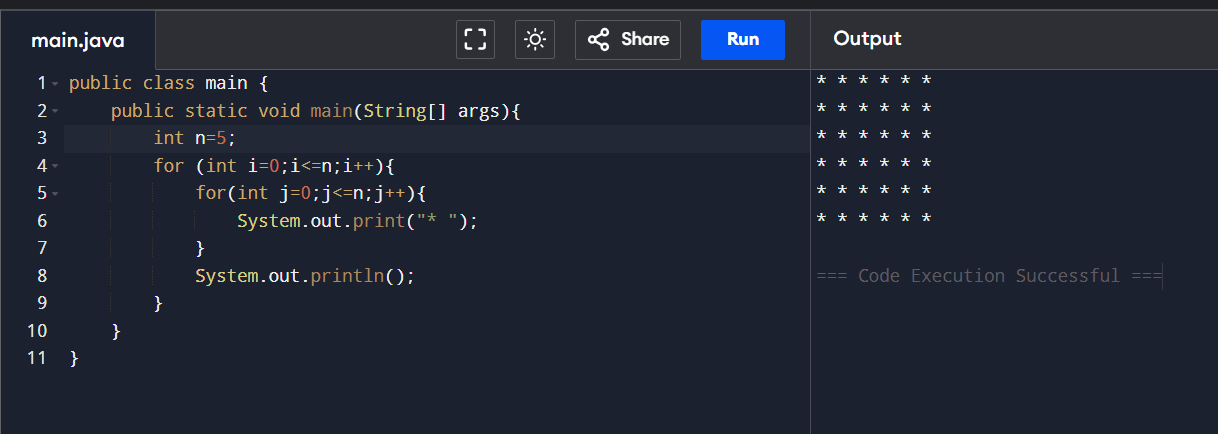 main.java
Share
Run
Output
1 public class main {
2 public static void main(String[] args){
3 int n=5;
4 for (int i=0;i<=n;i++){
5 for(int j=0;j<=n;j++){
6 System.out.print("* ");
7 }
8 System.out.println();
9 }
10 }
11 }
* * * * * *
* * * * * *
* * * * * *
* * * * * *
* * * * * *
* * * * * *
=== Code Execution Successful ===